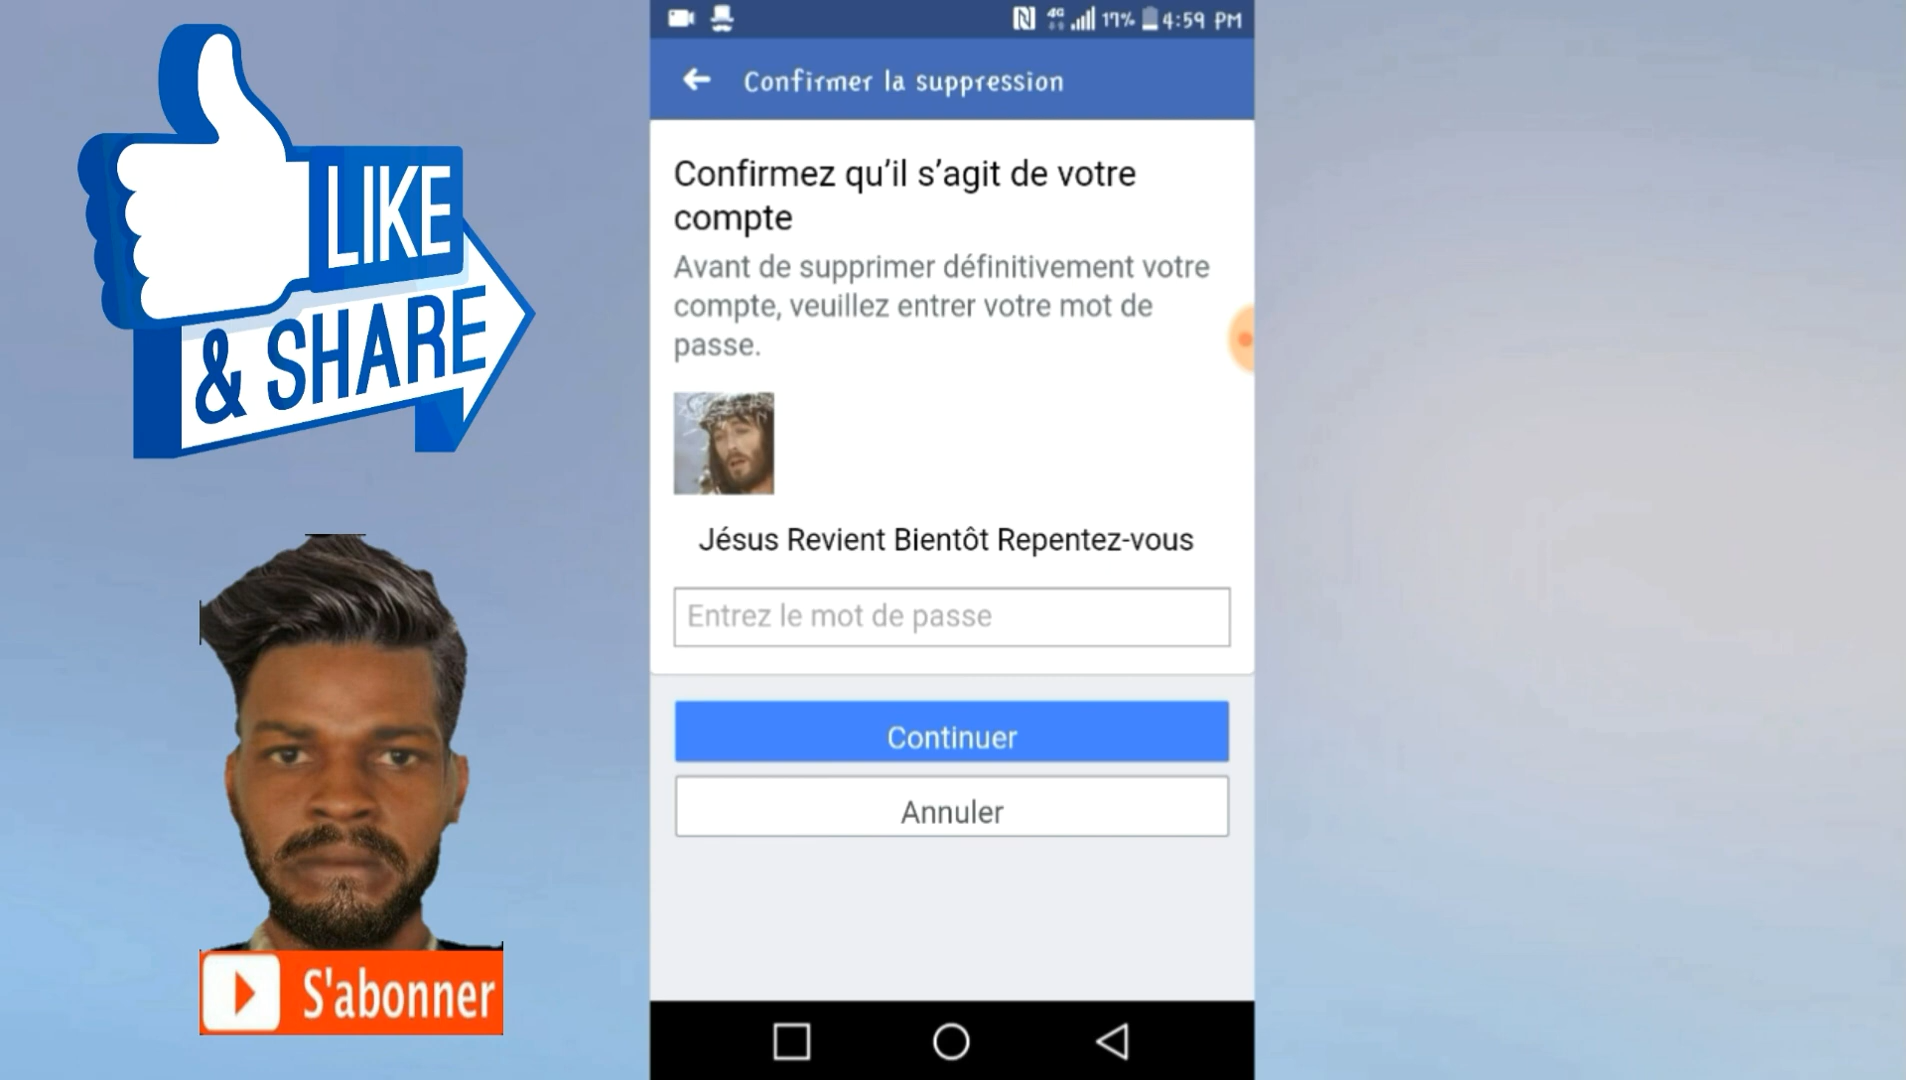 LIKE
& SHARE
S'abonner
4G 17% 4:59 PM
Confirmer la suppression
Confirmez qu’il s’agit de votre
compte
Avant de supprimer définitivement votre
compte, veuillez entrer votre mot de
passe.
Jésus Revient Bientôt Repentez-vous
Entrez le mot de passe
Continuer
Annuler